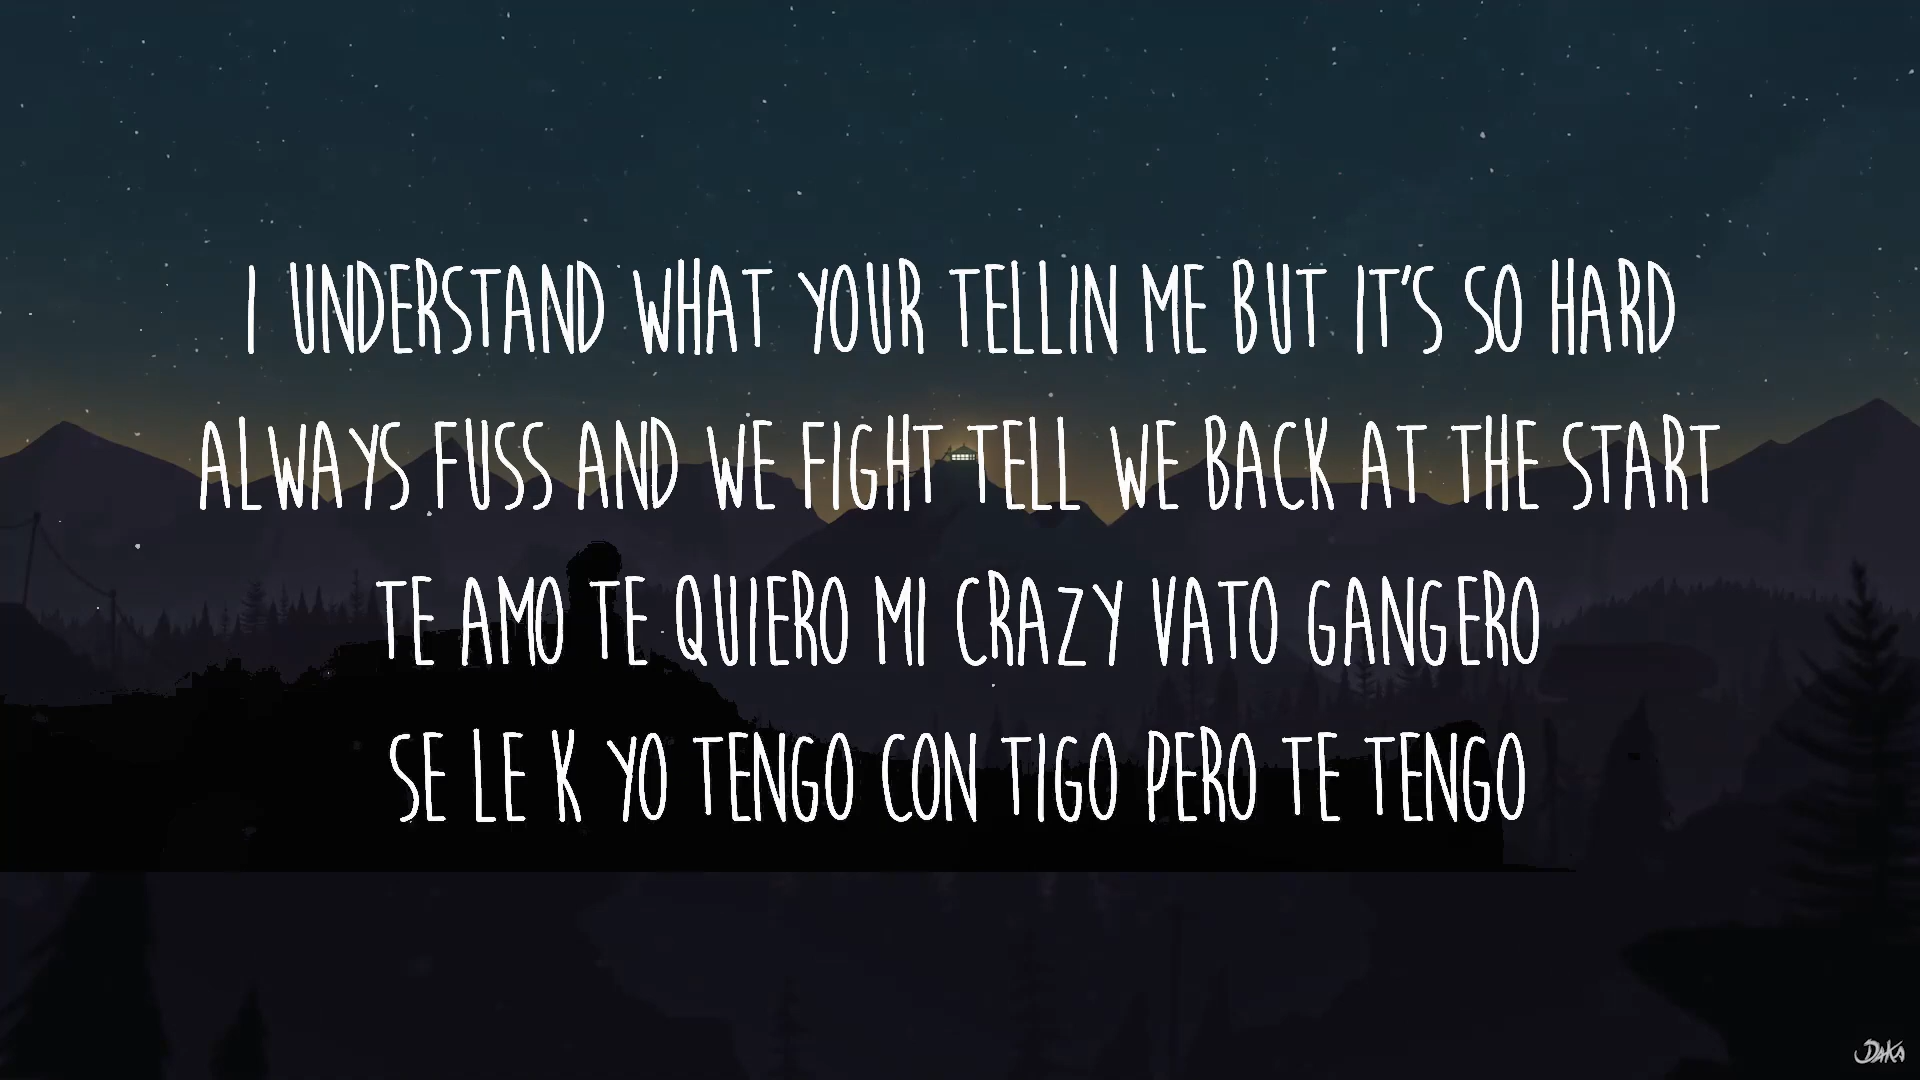 I UNDERSTAND WHAT YOUR TELLIN ME BUT IT'S SO HARD
ALWAYS FUSS AND WE FIGHT TELL WE BACK AT THE START
TE AMO TE QUIERO MI CRAZY VATO GANGERO
SE LE K YO TENGO CON TIGO PERO TE TENGO
DAKA